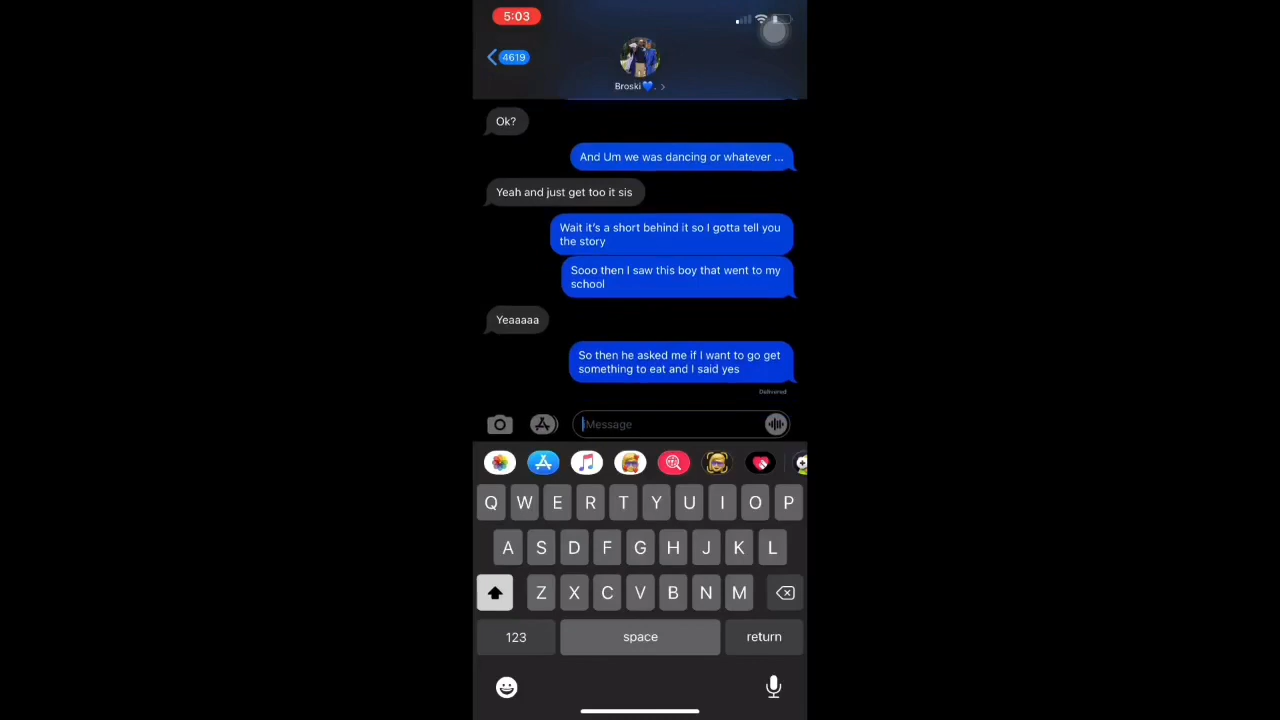 5:03
4619
Broski💙. >
Ok?
And Um we was dancing or whatever ...
Yeah and just get too it sis
Wait it's a short behind it so I gotta tell you
the story
Sooo then I saw this boy that went to my
school
Yeaaaaa
So then he asked me if I want to go get
something to eat and I said yes
Delivered
iMessage
Q W E R T Y U I O P
A S D F G H J K L
Z X C V B N M
123 space return